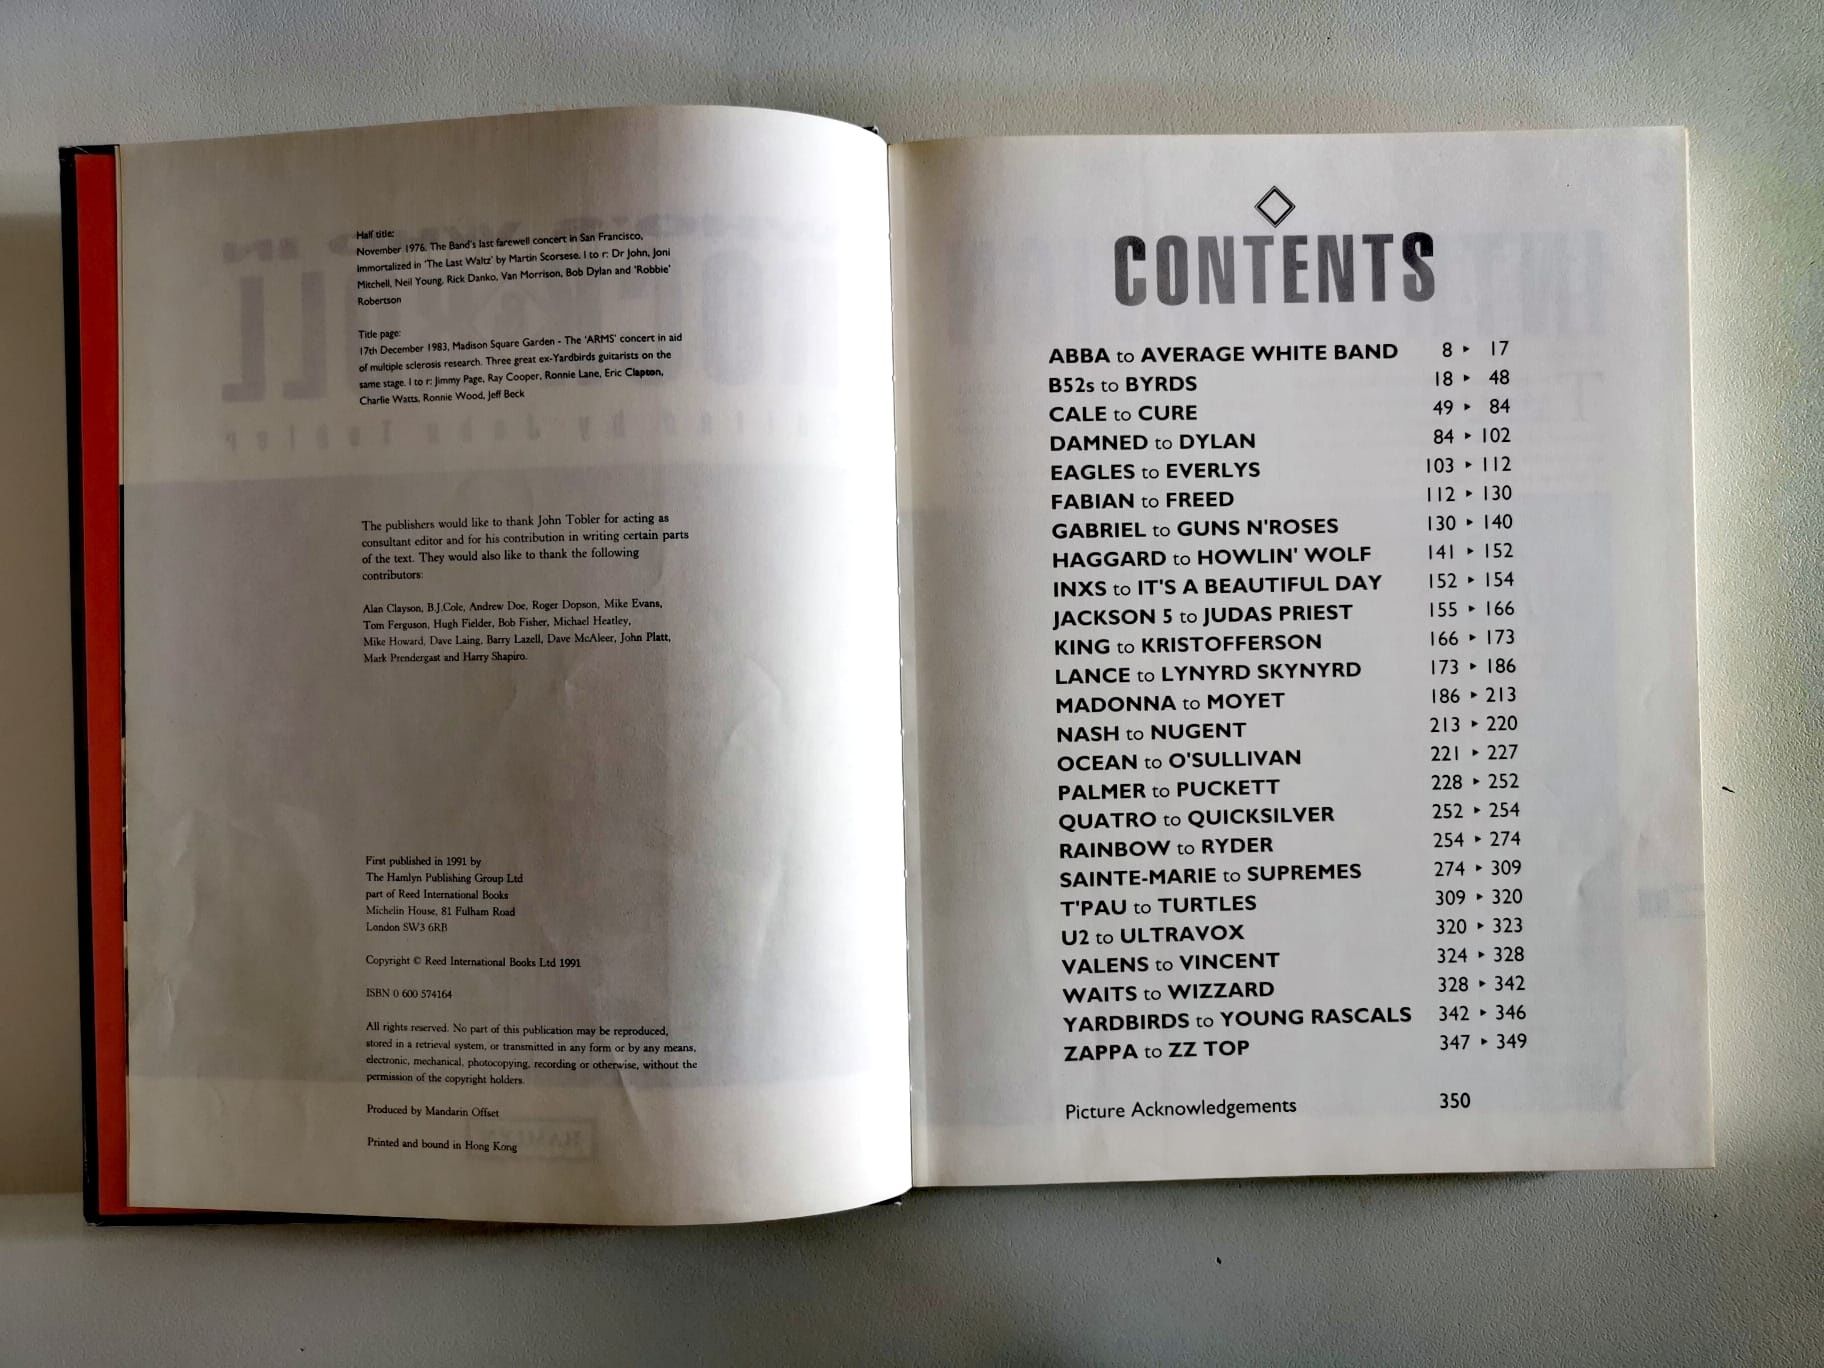 Half title:
November 1976. The Band's last farewell concert in San Francisco,
immortalized in 'The Last Waltz' by Martin Scorsese. l to r: Dr John, Joni
Mitchell, Neil Young, Rick Danko, Van Morrison, Bob Dylan and 'Robbie'
Robertson
Title page:
17th December 1983, Madison Square Garden - The 'ARMS' concert in aid
of multiple sclerosis research. Three great ex-Yardbirds guitarists on the
same stage. l to r: Jimmy Page, Ray Cooper, Ronnie Lane, Eric Clapton,
Charlie Watts, Ronnie Wood, Jeff Beck
The publishers would like to thank John Tobler for acting as
consultant editor and for his contribution in writing certain parts
of the text. They would also like to thank the following
contributors:
Alan Clayson, B.J.Cole, Andrew Doe, Roger Dopson, Mike Evans,
Tom Ferguson, Hugh Fielder, Bob Fisher, Michael Heatley,
Mike Howard, Dave Laing, Barry Lazell, Dave McAleer, John Platt,
Mark Prendergast and Harry Shapiro.
First published in 1991 by
The Hamlyn Publishing Group Ltd
part of Reed International Books
Michelin House, 81 Fulham Road
London SW3 6RB
Copyright © Reed International Books Ltd 1991
ISBN 0 600 574164
All rights reserved. No part of this publication may be reproduced,
stored in a retrieval system, or transmitted in any form or by any means,
electronic, mechanical, photocopying, recording or otherwise, without the
permission of the copyright holders.
Produced by Mandarin Offset
Printed and bound in Hong Kong
CONTENTS
ABBA to AVERAGE WHITE BAND 8 ▸ 17
B52s to BYRDS 18 ▸ 48
CALE to CURE 49 ▸ 84
DAMNED to DYLAN 84 ▸ 102
EAGLES to EVERLYS 103 ▸ 112
FABIAN to FREED 112 ▸ 130
GABRIEL to GUNS N'ROSES 130 ▸ 140
HAGGARD to HOWLIN' WOLF 141 ▸ 152
INXS to IT'S A BEAUTIFUL DAY 152 ▸ 154
JACKSON 5 to JUDAS PRIEST 155 ▸ 166
KING to KRISTOFFERSON 166 ▸ 173
LANCE to LYNYRD SKYNYRD 173 ▸ 186
MADONNA to MOYET 186 ▸ 213
NASH to NUGENT 213 ▸ 220
OCEAN to O'SULLIVAN 221 ▸ 227
PALMER to PUCKETT 228 ▸ 252
QUATRO to QUICKSILVER 252 ▸ 254
RAINBOW to RYDER 254 ▸ 274
SAINTE-MARIE to SUPREMES 274 ▸ 309
T'PAU to TURTLES 309 ▸ 320
U2 to ULTRAVOX 320 ▸ 323
VALENS to VINCENT 324 ▸ 328
WAITS to WIZZARD 328 ▸ 342
YARDBIRDS to YOUNG RASCALS 342 ▸ 346
ZAPPA to ZZ TOP 347 ▸ 349
Picture Acknowledgements 350